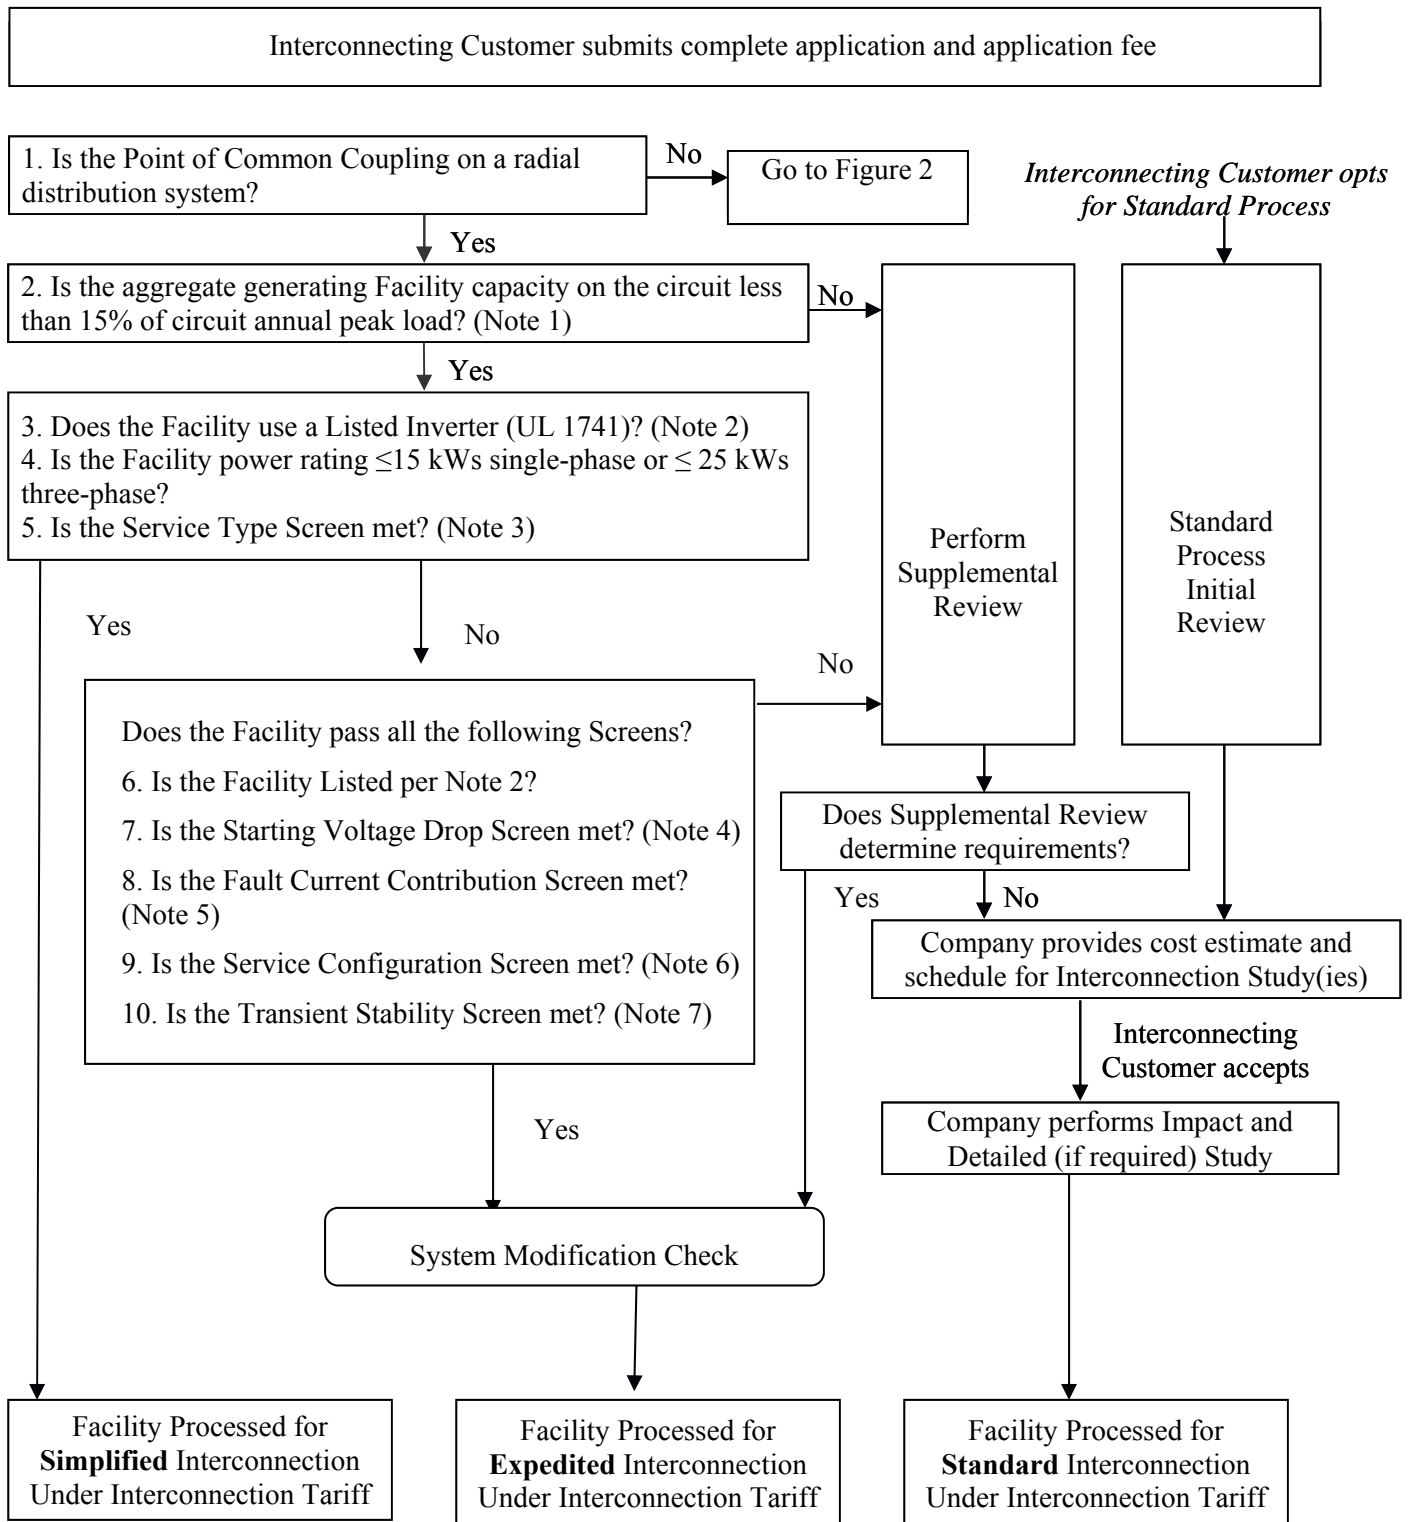 Interconnecting Customer submits complete application and application fee
1. Is the Point of Common Coupling on a radial
distribution system?
No
Go to Figure 2
Interconnecting Customer opts
for Standard Process
Yes
2. Is the aggregate generating Facility capacity on the circuit less
than 15% of circuit annual peak load? (Note 1)
No
Yes
3. Does the Facility use a Listed Inverter (UL 1741)? (Note 2)
4. Is the Facility power rating ≤15 kWs single-phase or ≤ 25 kWs
three-phase?
5. Is the Service Type Screen met? (Note 3)
Perform
Supplemental
Review
Standard
Process
Initial
Review
Yes
No
No
Does the Facility pass all the following Screens?
6. Is the Facility Listed per Note 2?
7. Is the Starting Voltage Drop Screen met? (Note 4)
8. Is the Fault Current Contribution Screen met?
(Note 5)
9. Is the Service Configuration Screen met? (Note 6)
10. Is the Transient Stability Screen met? (Note 7)
Does Supplemental Review
determine requirements?
Yes
No
Company provides cost estimate and
schedule for Interconnection Study(ies)
Interconnecting
Customer accepts
Company performs Impact and
Detailed (if required) Study
Yes
System Modification Check
Facility Processed for
Simplified Interconnection
Under Interconnection Tariff
Facility Processed for
Expedited Interconnection
Under Interconnection Tariff
Facility Processed for
Standard Interconnection
Under Interconnection Tariff